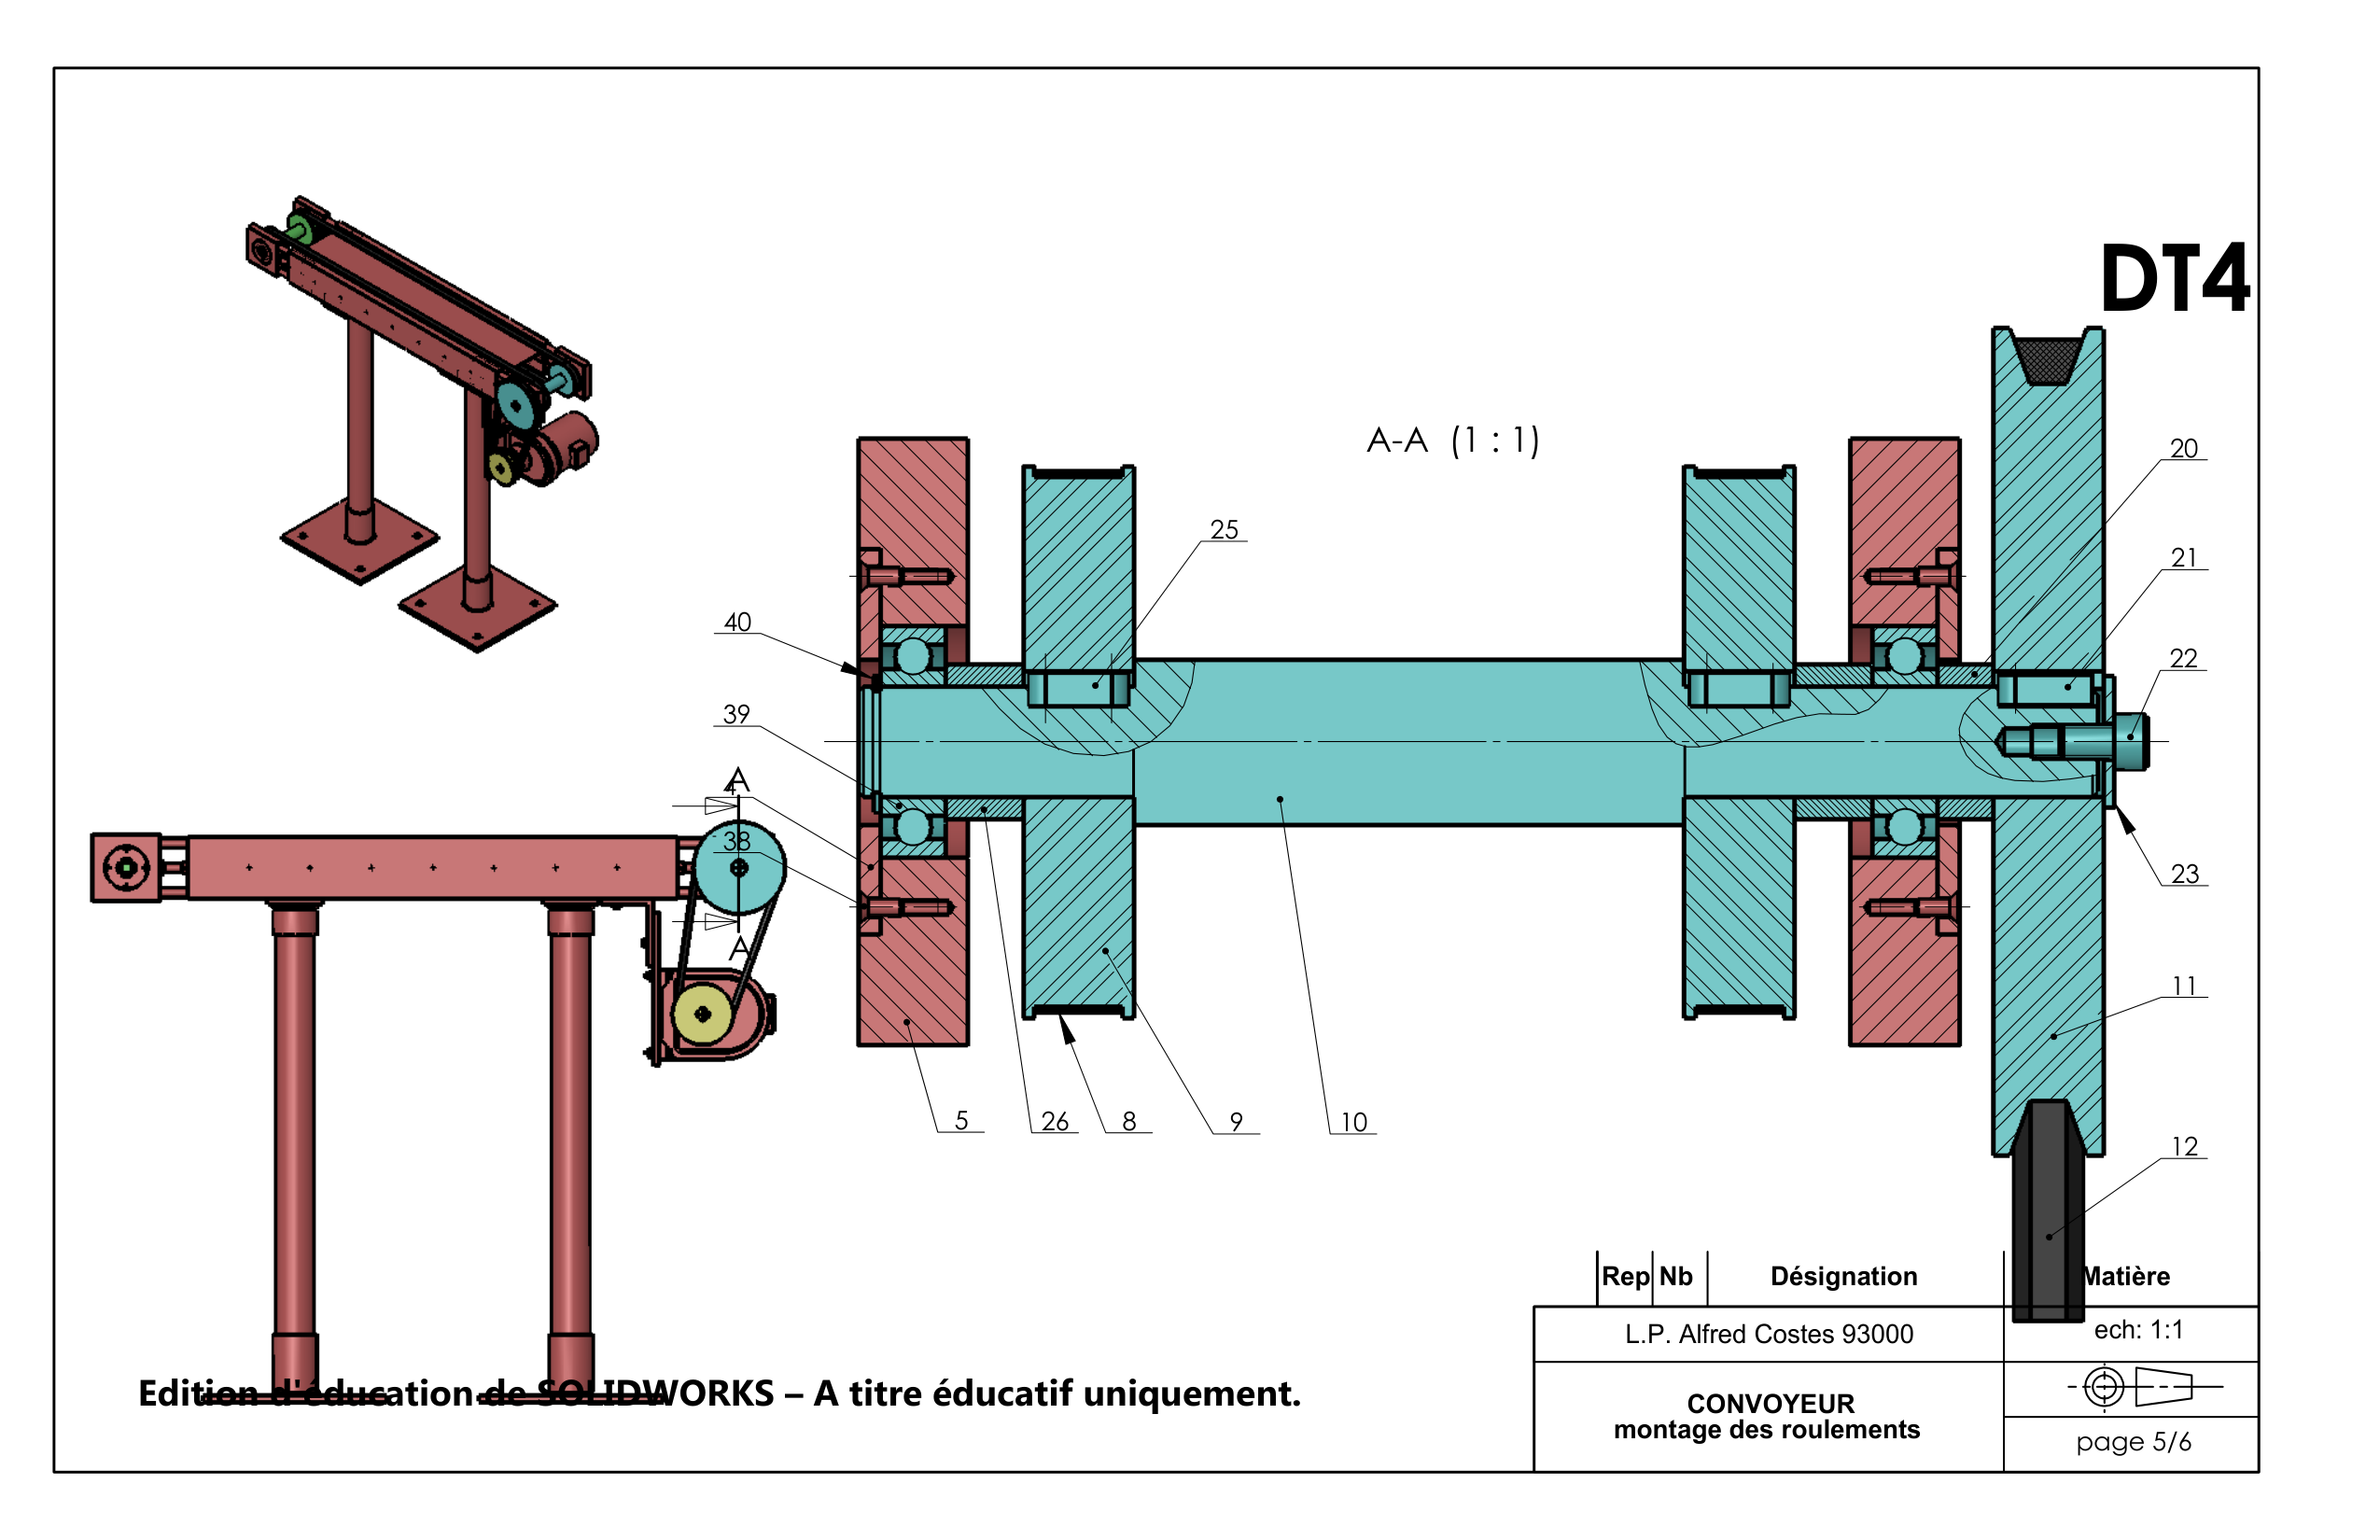 DT4
A-A (1 : 1)
20
25
21
40
22
39
A
4
38
23
A
11
5
26
8
9
10
12
Rep Nb Désignation Matière
L.P. Alfred Costes 93000
ech: 1:1
Edition d'éducation de SOLIDWORKS – A titre éducatif uniquement.
CONVOYEUR
montage des roulements
page 5/6